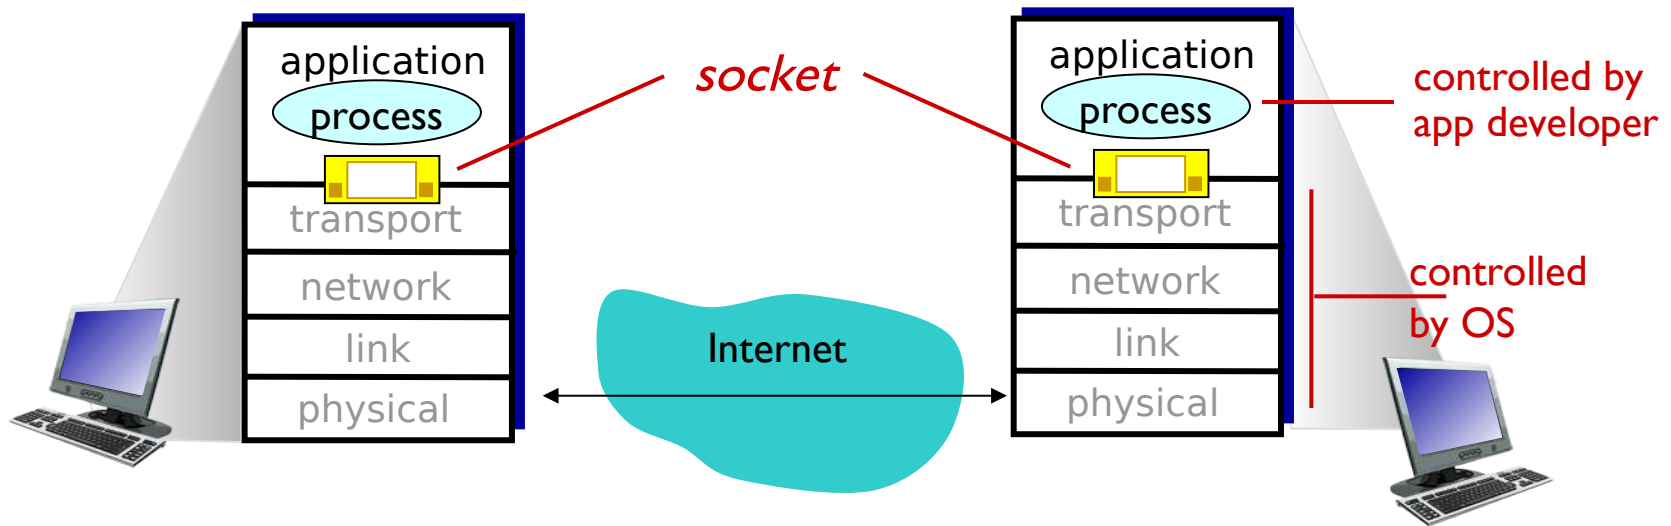 application
process
transport
network
link
physical
socket
Internet
application
process
transport
network
link
physical
controlled by
app developer
controlled
by OS